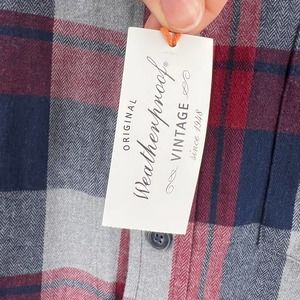 ORIGINAL
Weatherproof®
VINTAGE
since 1948